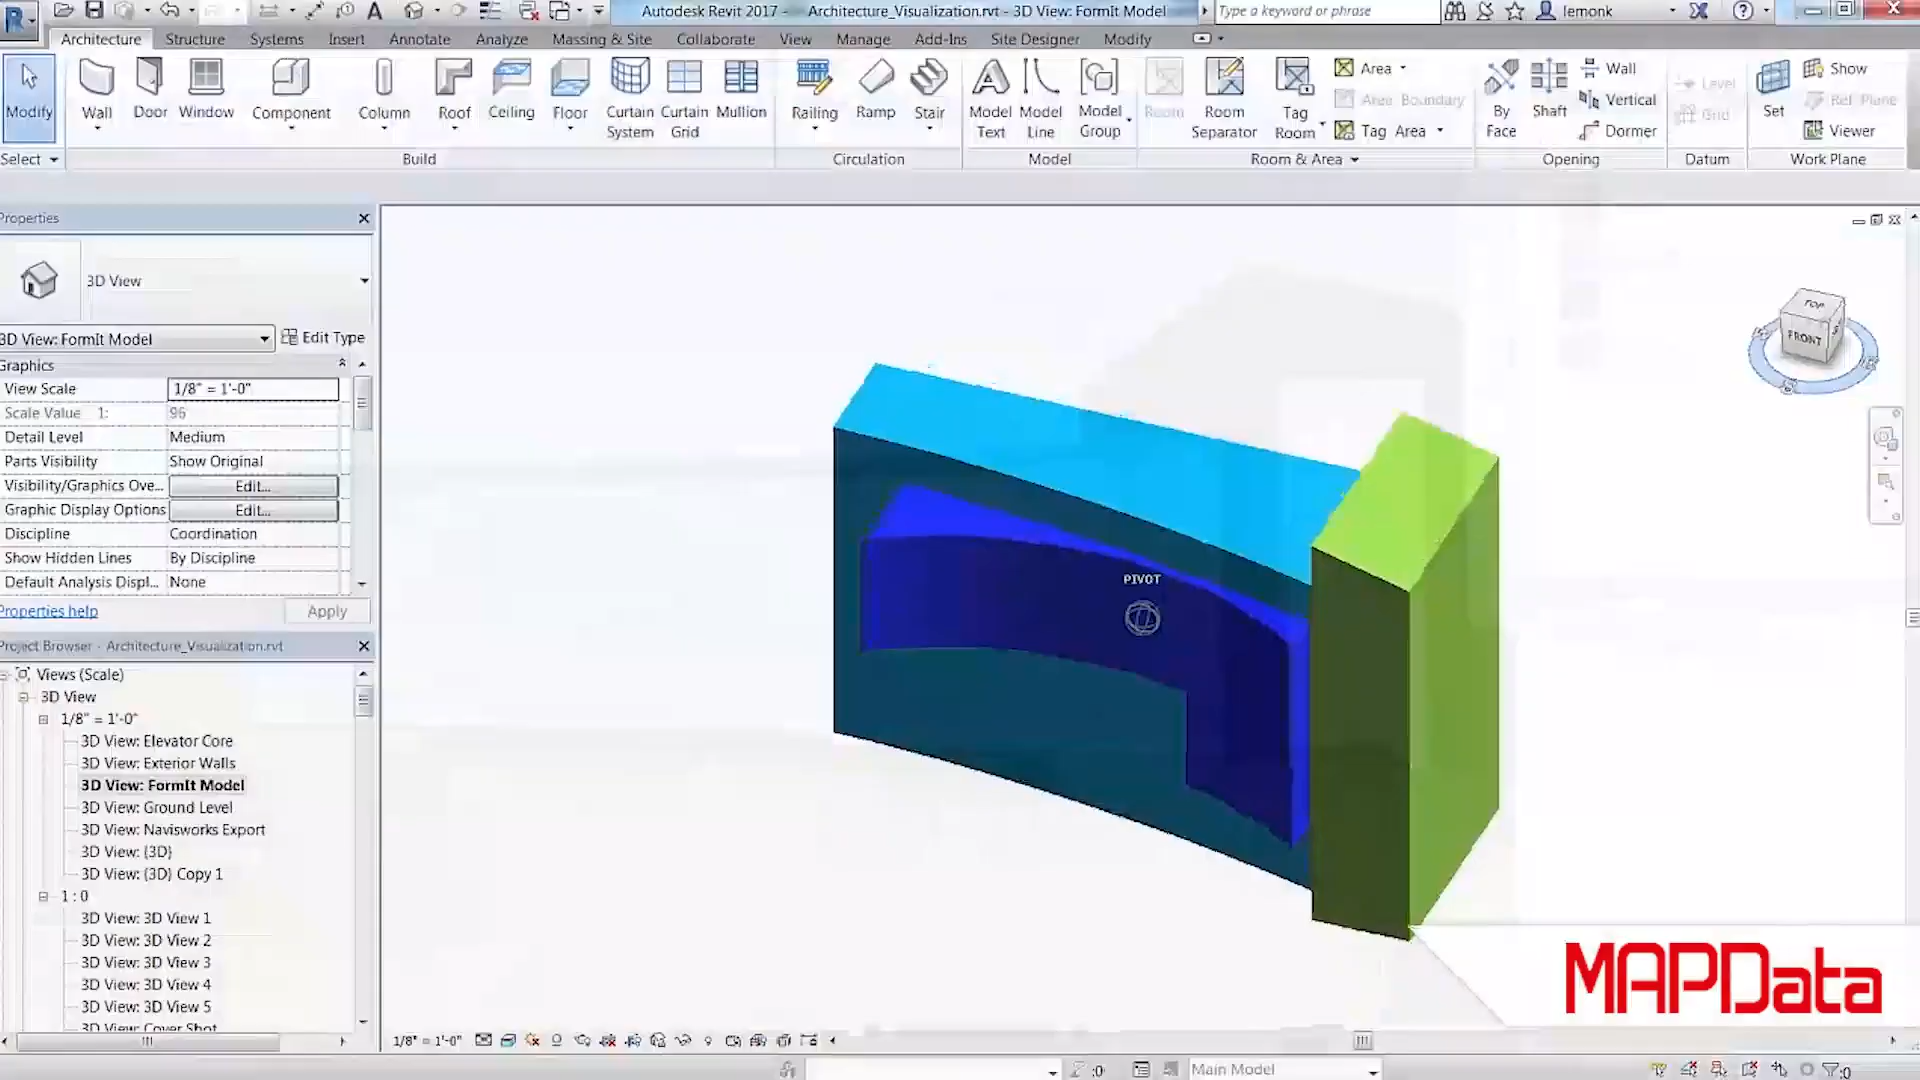 Autodesk Revit 2017 - Architecture_Visualization.rvt - 3D View: FormIt Model
Type a keyword or phrase
lemonk
Architecture Structure Systems Insert Annotate Analyze Massing & Site Collaborate View Manage Add-Ins Site Designer Modify
Modify Wall Door Window Component Column Roof Ceiling Floor Curtain System Curtain Grid Mullion Railing Ramp Stair Model Text Model Line Model Group Room Room Separator Tag Room
Area
Area Boundary
Tag Area
By Face Shaft
Wall
Vertical
Dormer
Level
Grid
Set
Show
Ref Plane
Viewer
Select Build Circulation Model Room & Area Opening Datum Work Plane
Properties
3D View
3D View: FormIt Model Edit Type
Graphics
View Scale 1/8" = 1'-0"
Scale Value 1: 96
Detail Level Medium
Parts Visibility Show Original
Visibility/Graphics Ove... Edit...
Graphic Display Options Edit...
Discipline Coordination
Show Hidden Lines By Discipline
Default Analysis Displ... None
Properties help Apply
Project Browser - Architecture_Visualization.rvt
Views (Scale)
3D View
1/8" = 1'-0"
3D View: Elevator Core
3D View: Exterior Walls
3D View: FormIt Model
3D View: Ground Level
3D View: Navisworks Export
3D View: {3D}
3D View: {3D} Copy 1
1 : 0
3D View: 3D View 1
3D View: 3D View 2
3D View: 3D View 3
3D View: 3D View 4
3D View: 3D View 5
3D View: Cover Shot
PIVOT
TOP
FRONT
MAPData
1/8" = 1'-0"
:0
Main Model
:0